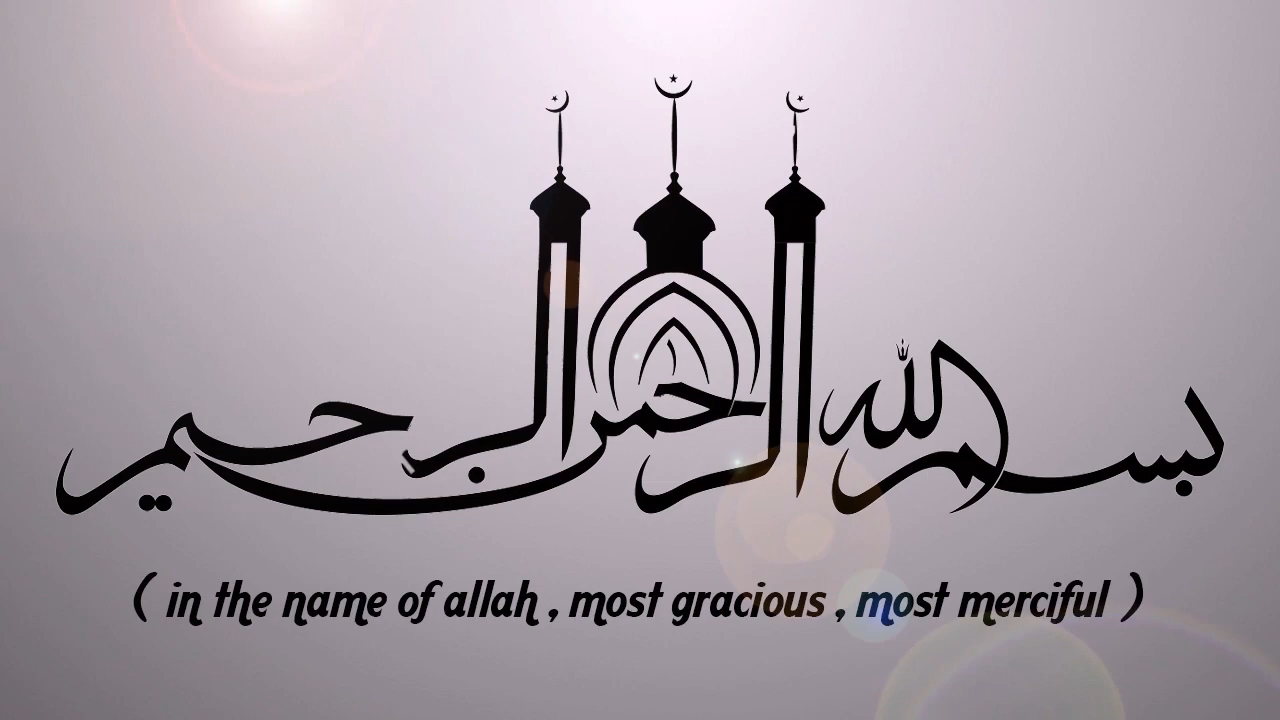 بسم الله الرحمن الرحيم
( in the name of allah , most gracious , most merciful )